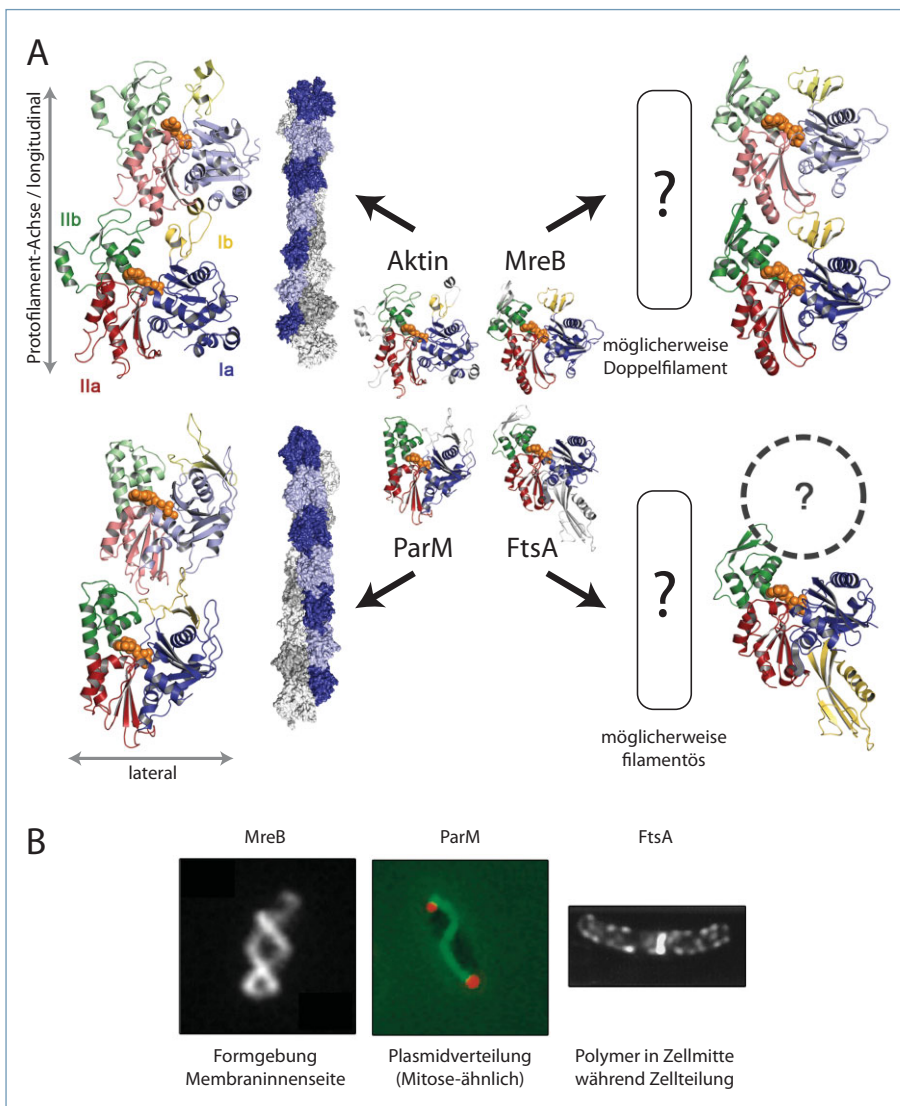 A
Protofilament-Achse / longitudinal
IIb
Ib
IIa
Ia
Aktin
MreB
?
möglicherweise
Doppelfilament
ParM
FtsA
?
?
möglicherweise
filamentös
lateral
B
MreB
ParM
FtsA
Formgebung
Membraninnenseite
Plasmidverteilung
(Mitose-ähnlich)
Polymer in Zellmitte
während Zellteilung